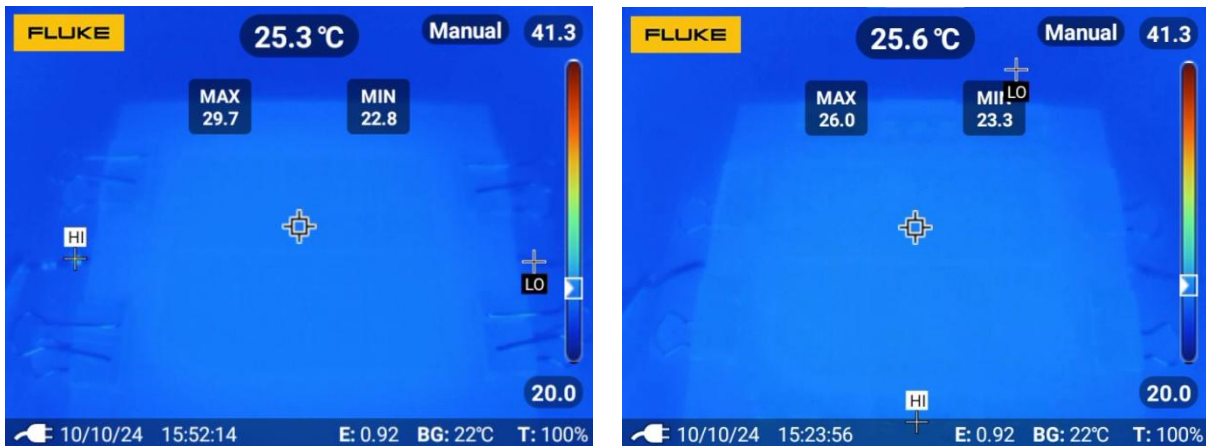 FLUKE 25.3 °C Manual 41.3
MAX MIN
29.7 22.8
HI
LO
20.0
10/10/24 15:52:14 E: 0.92 BG: 22°C T: 100%
FLUKE 25.6 °C Manual 41.3
LO
MAX MIN
26.0 23.3
20.0
HI
10/10/24 15:23:56 E: 0.92 BG: 22°C T: 100%